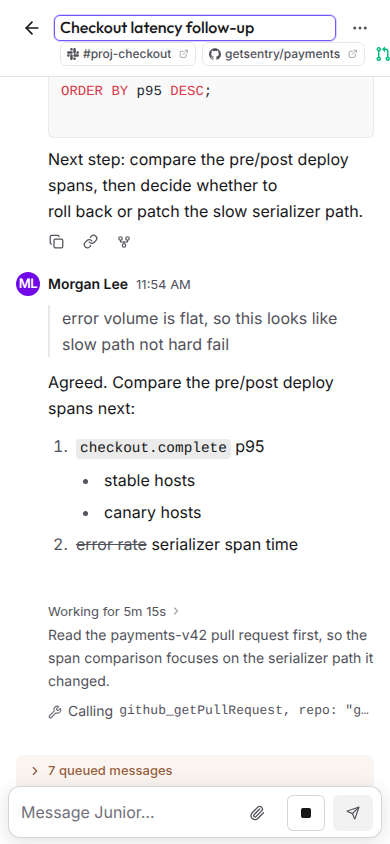 Checkout latency follow-up
#proj-checkout getsentry/payments
ORDER BY p95 DESC;
Next step: compare the pre/post deploy
spans, then decide whether to
roll back or patch the slow serializer path.
ML Morgan Lee 11:54 AM
error volume is flat, so this looks like
slow path not hard fail
Agreed. Compare the pre/post deploy
spans next:
1. checkout.complete p95
• stable hosts
• canary hosts
2. error rate serializer span time
Working for 5m 15s
Read the payments-v42 pull request first, so the
span comparison focuses on the serializer path it
changed.
Calling github_getPullRequest, repo: "g…
7 queued messages
Message Junior...